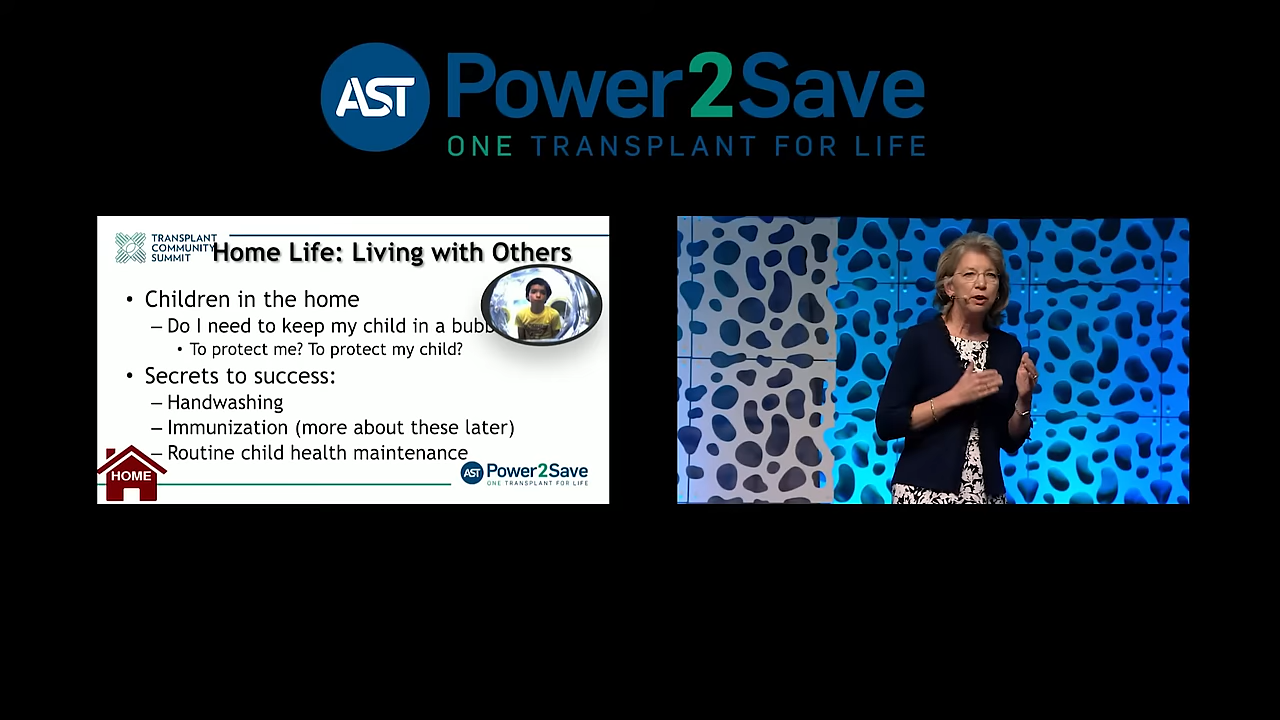 AST Power2Save
ONE TRANSPLANT FOR LIFE
TRANSPLANT
COMMUNITY
SUMMIT
Home Life: Living with Others
• Children in the home
– Do I need to keep my child in a
• To protect me? To protect my child?
• Secrets to success:
– Handwashing
– Immunization (more about these later)
– Routine child health maintenance
HOME
AST Power2Save
ONE TRANSPLANT FOR LIFE